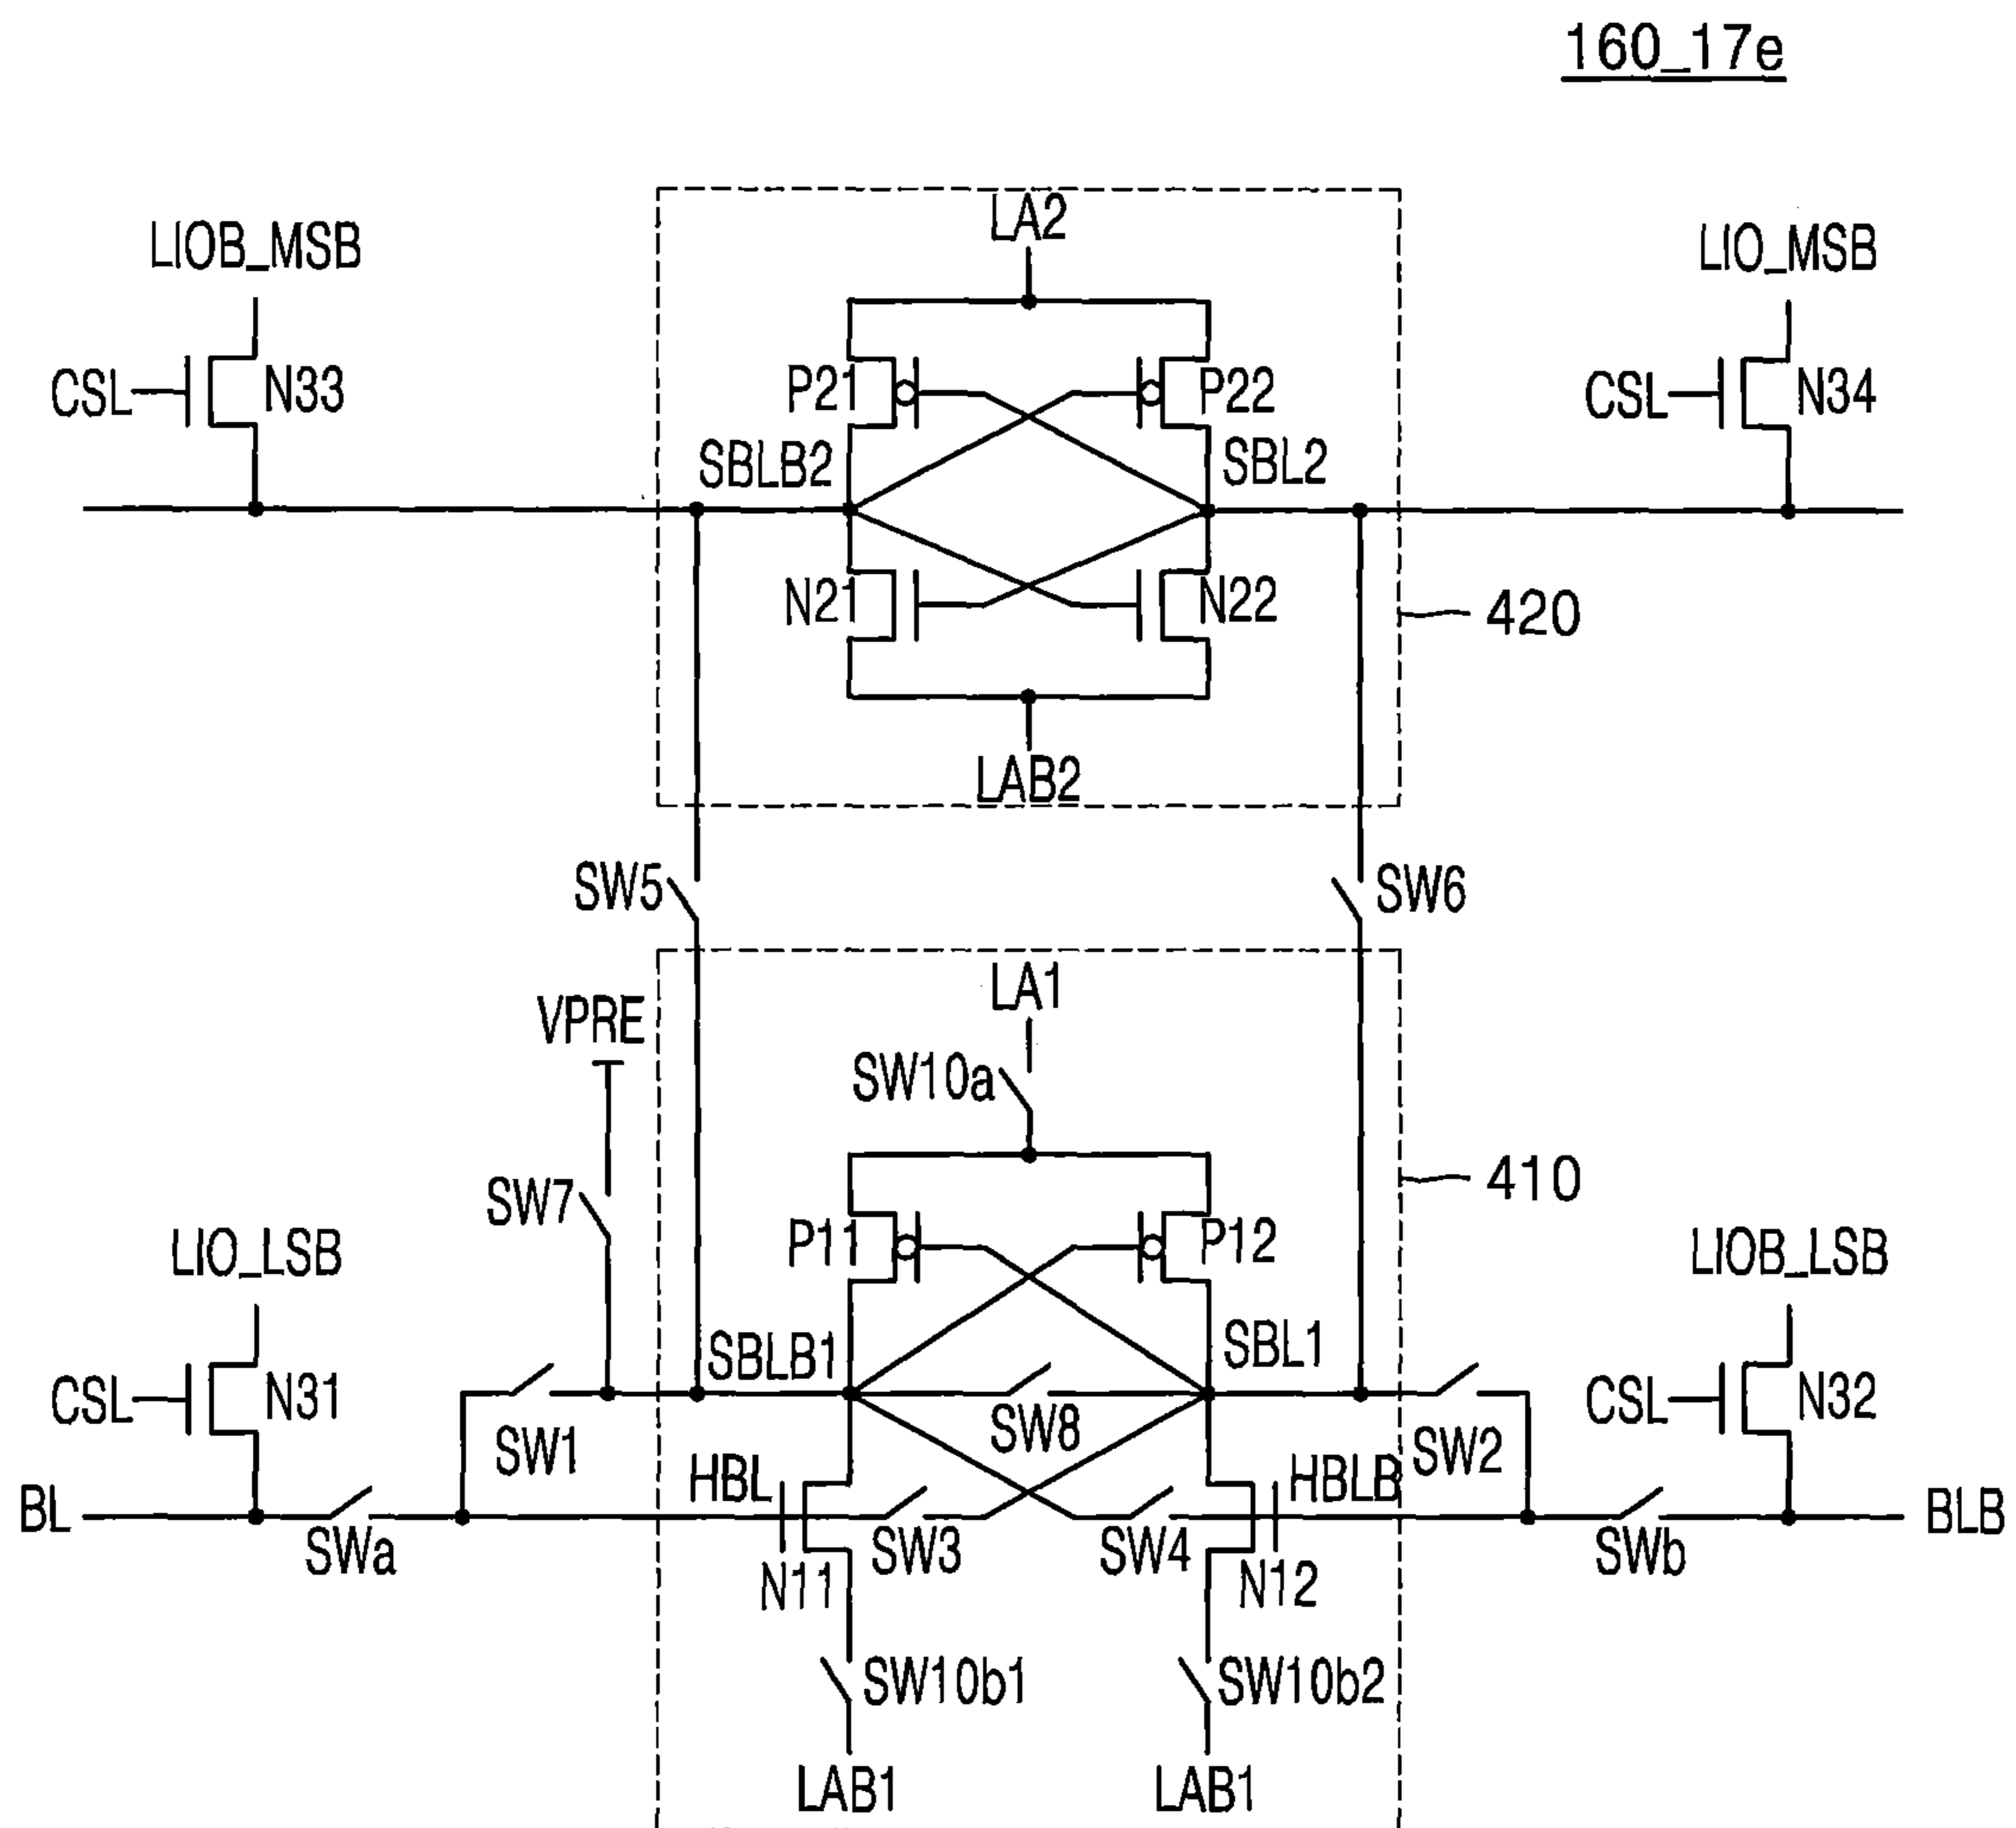 160_17e
LA2
LIOB_MSB
LIO_MSB
CSL
N33
P21
P22
CSL
N34
SBLB2
SBL2
N21
N22
420
LAB2
SW5
SW6
LA1
VPRE
SW10a
SW7
410
P11
P12
LIO_LSB
LIOB_LSB
SBLB1
SBL1
CSL
N31
SW1
SW8
CSL
N32
SW2
HBL
HBLB
BL
SWa
SW3
SW4
SWb
BLB
N11
N12
SW10b1
SW10b2
LAB1
LAB1